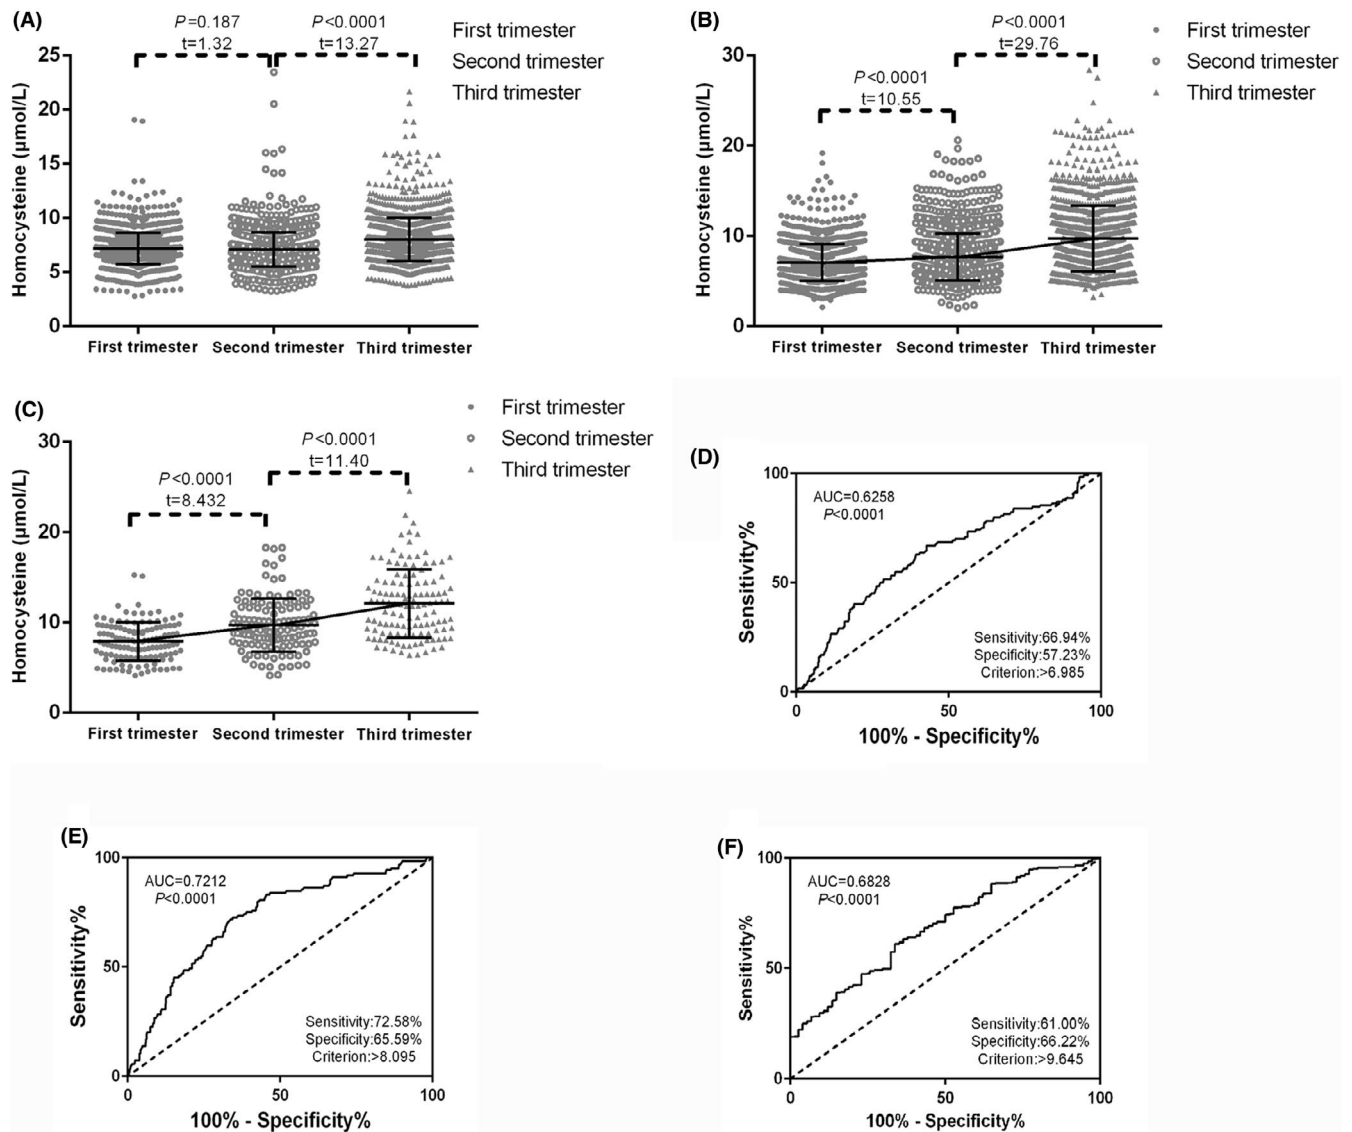 (A)
P=0.187
t=1.32
P<0.0001
t=13.27
First trimester
Second trimester
Third trimester
25
20
15
10
5
0
Homocysteine (μmol/L)
First trimester Second trimester Third trimester
(B)
P<0.0001
t=10.55
P<0.0001
t=29.76
First trimester
Second trimester
Third trimester
30
20
10
0
Homocysteine (μmol/L)
First trimester Second trimester Third trimester
(C)
P<0.0001
t=8.432
P<0.0001
t=11.40
First trimester
Second trimester
Third trimester
30
20
10
0
Homocysteine (μmol/L)
First trimester Second trimester Third trimester
(D)
100
50
0
Sensitivity%
AUC=0.6258
P<0.0001
Sensitivity:66.94%
Specificity:57.23%
Criterion:>6.985
0 50 100
100% - Specificity%
(E)
100
50
0
Sensitivity%
AUC=0.7212
P<0.0001
Sensitivity:72.58%
Specificity:65.59%
Criterion:>8.095
0 50 100
100% - Specificity%
(F)
100
50
0
Sensitivity%
AUC=0.6828
P<0.0001
Sensitivity:61.00%
Specificity:66.22%
Criterion:>9.645
0 50 100
100% - Specificity%